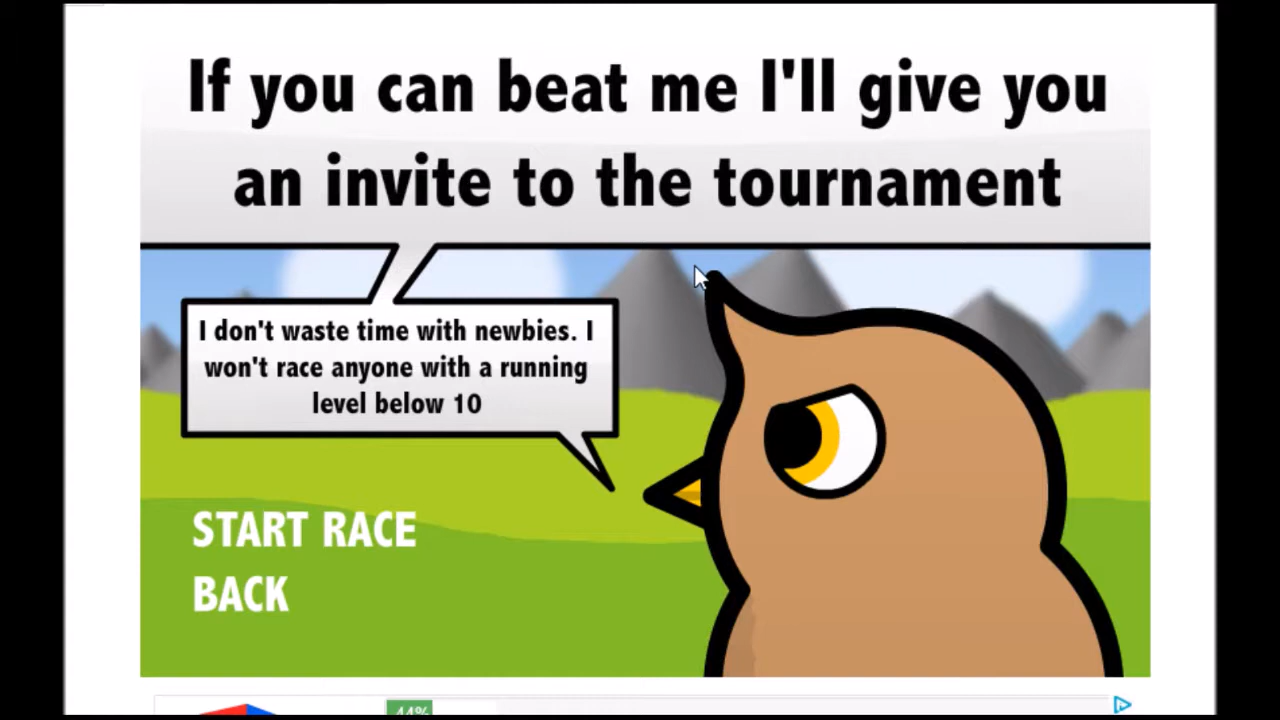 If you can beat me I'll give you
an invite to the tournament
I don't waste time with newbies. I
won't race anyone with a running
level below 10
START RACE
BACK
44%